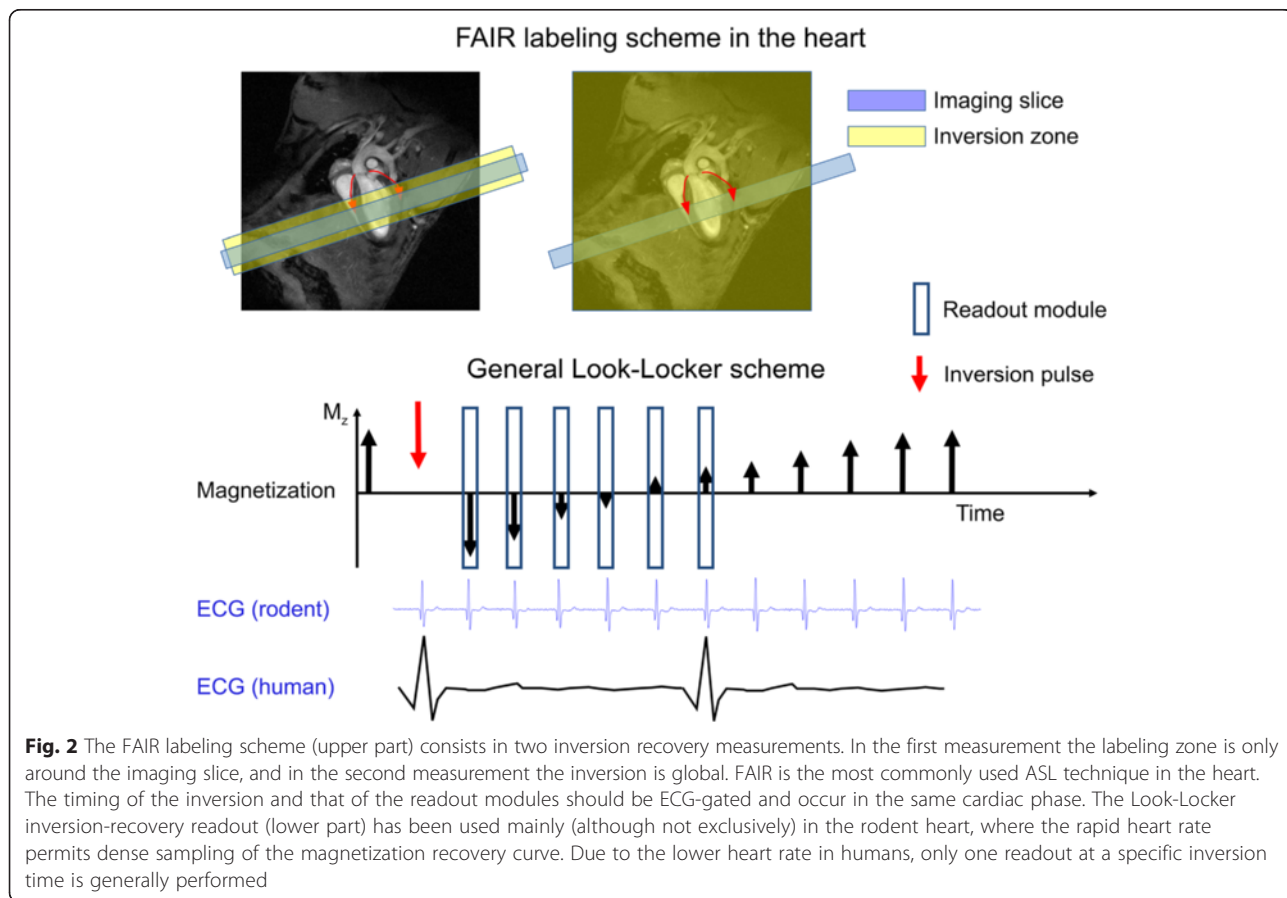 FAIR labeling scheme in the heart
Imaging slice
Inversion zone
Readout module
Inversion pulse
General Look-Locker scheme
Mz
Magnetization
Time
ECG (rodent)
ECG (human)
Fig. 2 The FAIR labeling scheme (upper part) consists in two inversion recovery measurements. In the first measurement the labeling zone is only
around the imaging slice, and in the second measurement the inversion is global. FAIR is the most commonly used ASL technique in the heart.
The timing of the inversion and that of the readout modules should be ECG-gated and occur in the same cardiac phase. The Look-Locker
inversion-recovery readout (lower part) has been used mainly (although not exclusively) in the rodent heart, where the rapid heart rate
permits dense sampling of the magnetization recovery curve. Due to the lower heart rate in humans, only one readout at a specific inversion
time is generally performed